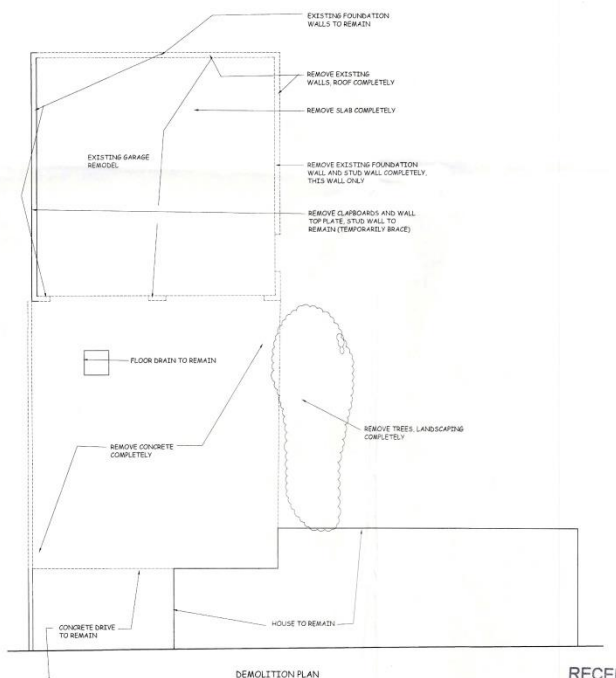 EXISTING FOUNDATION
WALLS TO REMAIN
REMOVE EXISTING
WALLS, ROOF COMPLETELY
REMOVE SLAB COMPLETELY
EXISTING GARAGE
REMODEL
REMOVE EXISTING FOUNDATION
WALL AND STUD WALL COMPLETELY,
THIS WALL ONLY
REMOVE CLAPBOARDS AND WALL
TOP PLATE, STUD WALL TO
REMAIN (TEMPORARILY BRACE)
FLOOR DRAIN TO REMAIN
REMOVE TREES, LANDSCAPING
COMPLETELY
REMOVE CONCRETE
COMPLETELY
CONCRETE DRIVE
TO REMAIN
HOUSE TO REMAIN
DEMOLITION PLAN